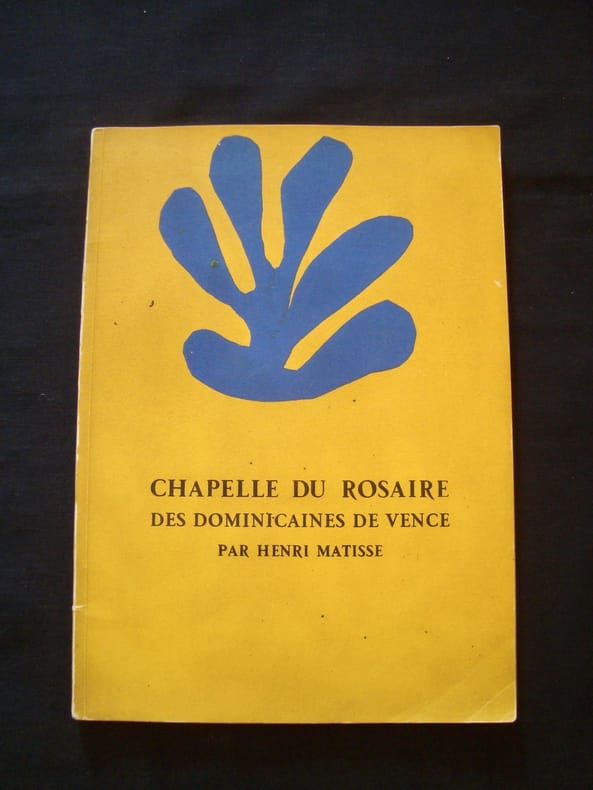 CHAPELLE DU ROSAIRE
DES DOMINICAINES DE VENCE
PAR HENRI MATISSE